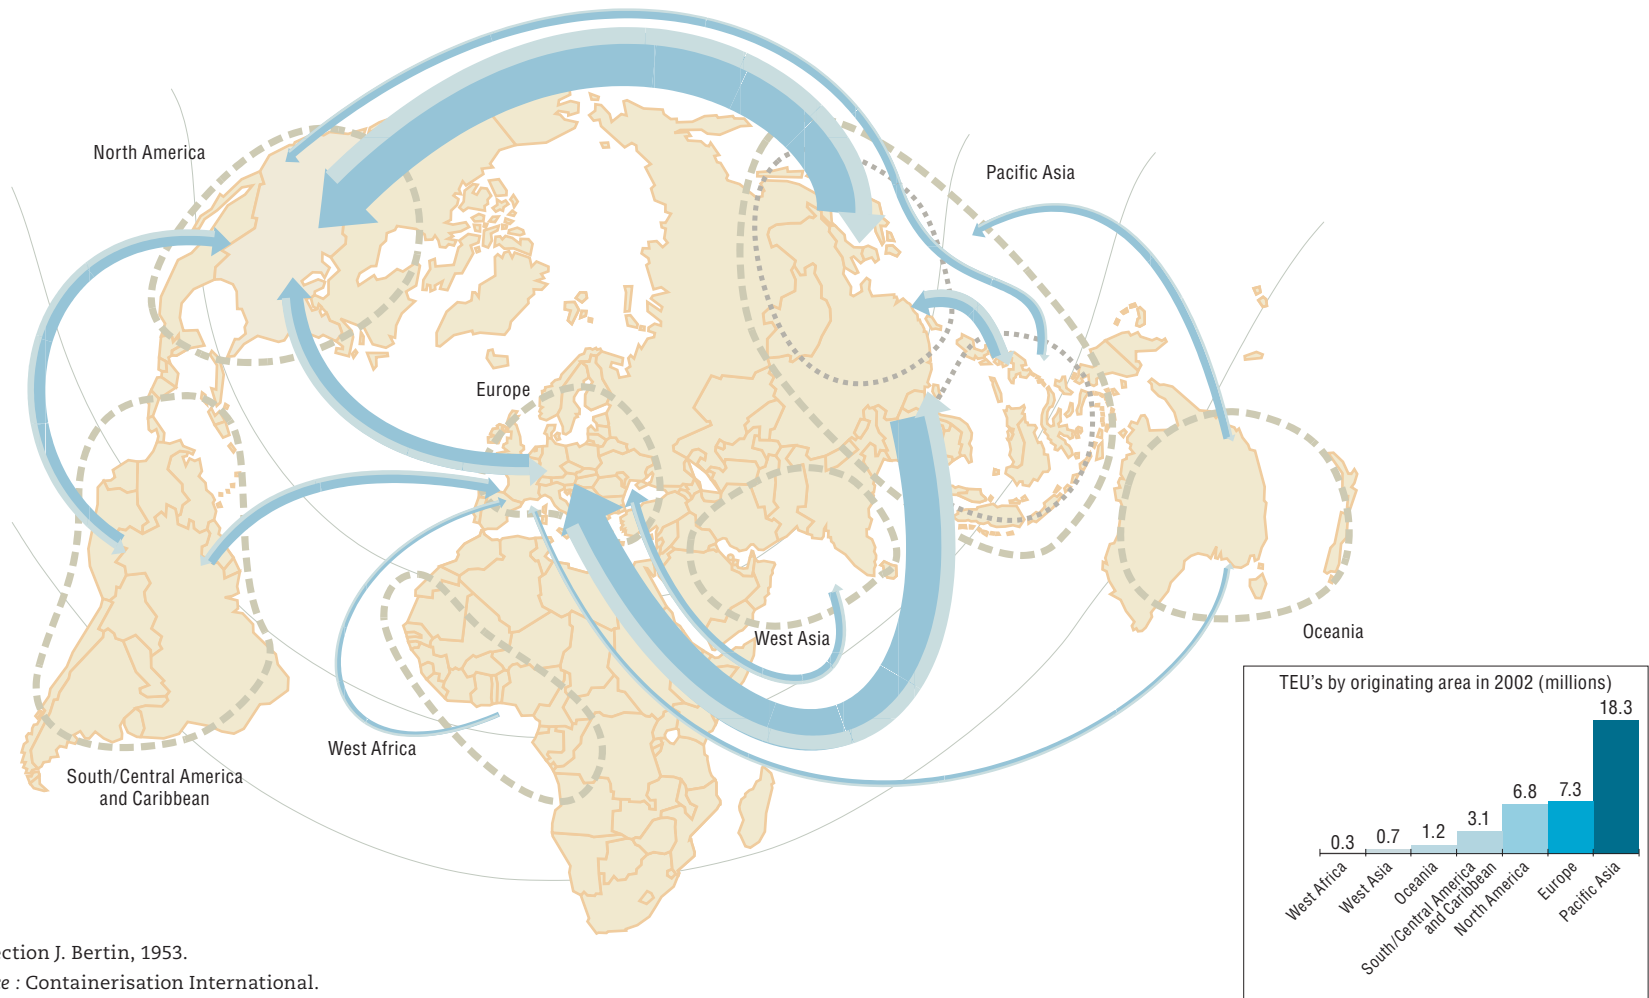 North America
Pacific Asia
Europe
West Asia
Oceania
West Africa
South/Central America
and Caribbean
TEU's by originating area in 2002 (millions)
18.3
7.3
6.8
3.1
1.2
0.7
0.3
West Africa
West Asia
Oceania
South/Central America
and Caribbean
North America
Europe
Pacific Asia
ction J. Bertin, 1953.
e : Containerisation International.